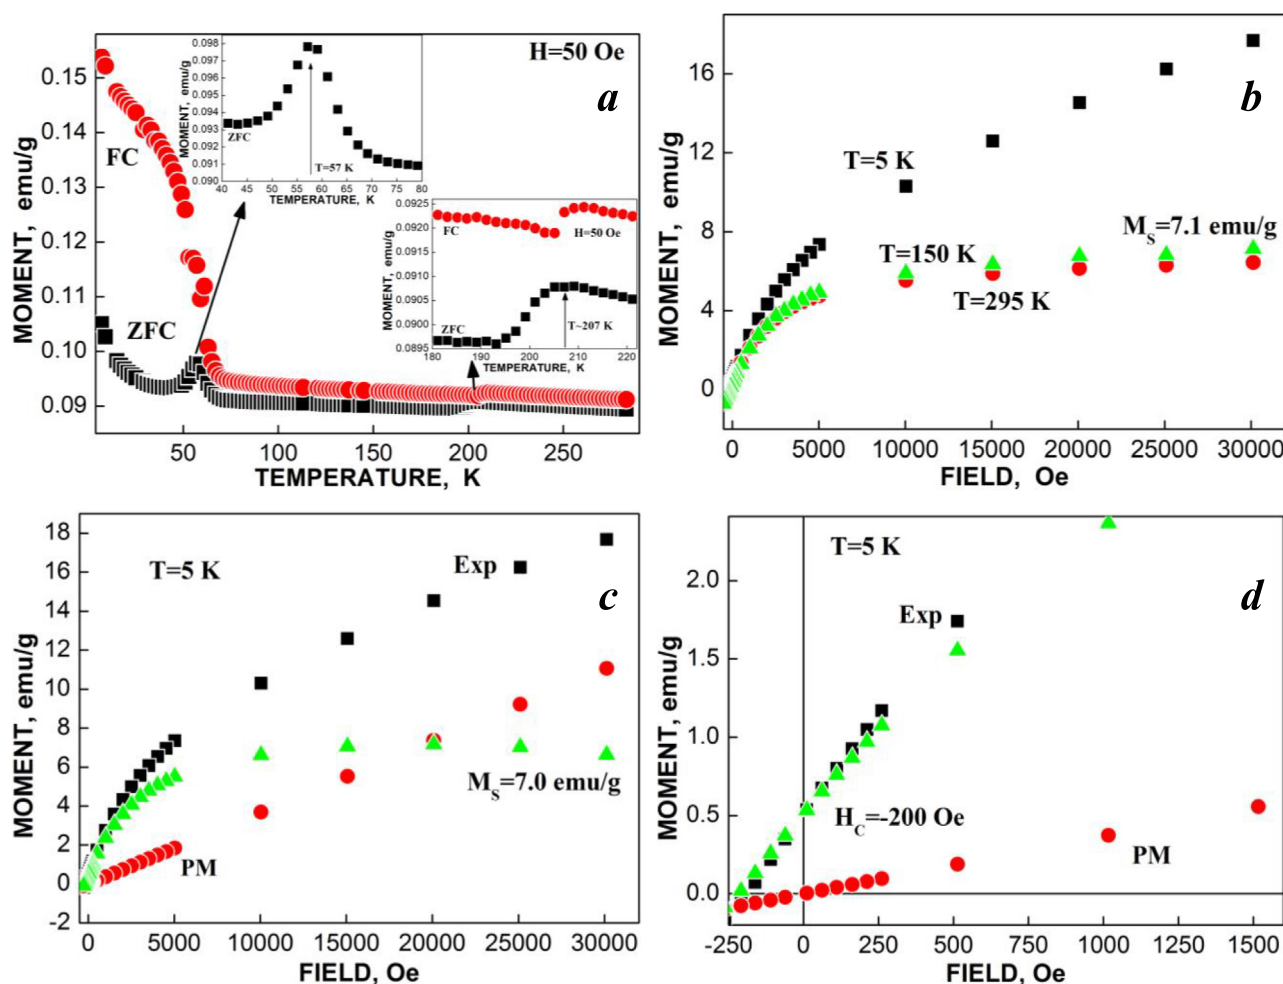 H=50 Oe
a
FC
ZFC
MOMENT, emu/g
0.15
0.14
0.13
0.12
0.11
0.10
0.09
50
100
150
200
250
TEMPERATURE, K
MOMENT, emu/g
0.098
0.097
0.096
0.095
0.094
0.093
0.092
0.091
0.090
ZFC
T=57 K
40 45 50 55 60 65 70 75 80
TEMPERATURE, K
MOMENT, emu/g
0.0925
0.0920
0.0915
0.0910
0.0905
0.0900
0.0895
FC
H=50 Oe
ZFC
T~207 K
180 190 200 210 220
TEMPERATURE, K
b
MOMENT, emu/g
16
12
8
4
0
T=5 K
M_S=7.1 emu/g
T=150 K
T=295 K
0 5000 10000 15000 20000 25000 30000
FIELD, Oe
c
MOMENT, emu/g
18
16
14
12
10
8
6
4
2
0
-2
T=5 K
Exp
M_S=7.0 emu/g
PM
0 5000 10000 15000 20000 25000 30000
FIELD, Oe
d
MOMENT, emu/g
2.0
1.5
1.0
0.5
0.0
T=5 K
Exp
H_C=-200 Oe
PM
-250 0 250 500 750 1000 1250 1500
FIELD, Oe